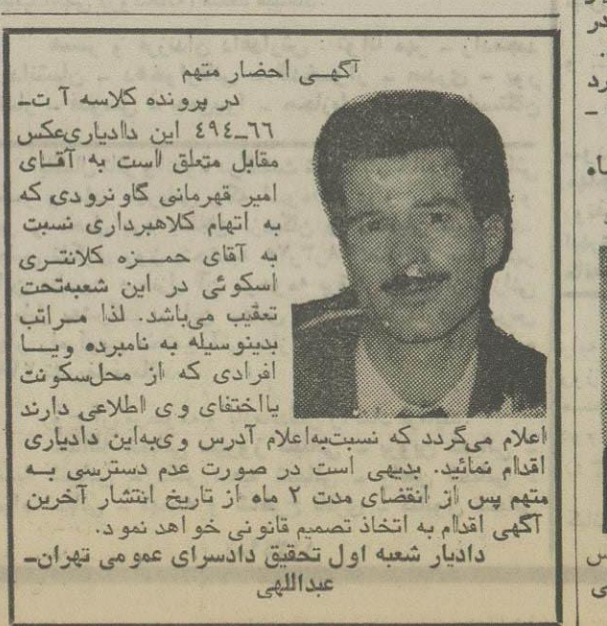 آگهی احضار متهم
در پرونده کلاسه آ ت ـ
٦٦ـ٤٩٤ این دادیاری عکس
مقابل متعلق است به آقای
امیر قهرمانی گاو نرودی که
به اتهام کلاهبرداری نسبت
به آقای حمزه کلانتری
اسکوئی در این شعبه تحت
تعقیب می‌باشد. لذا مراتب
بدینوسیله به نامبرده و یا
افرادی که از محل سکونت
یا اختفای وی اطلاعی دارند
اعلام می‌گردد که نسبت به اعلام آدرس وی به این دادیاری
اقدام نمائید. بدیهی است در صورت عدم دسترسی به
متهم پس از انقضای مدت ٢ ماه از تاریخ انتشار آخرین
آگهی اقدام به اتخاذ تصمیم قانونی خواهد نمود.
دادیار شعبه اول تحقیق دادسرای عمومی تهران ـ
عبداللهی